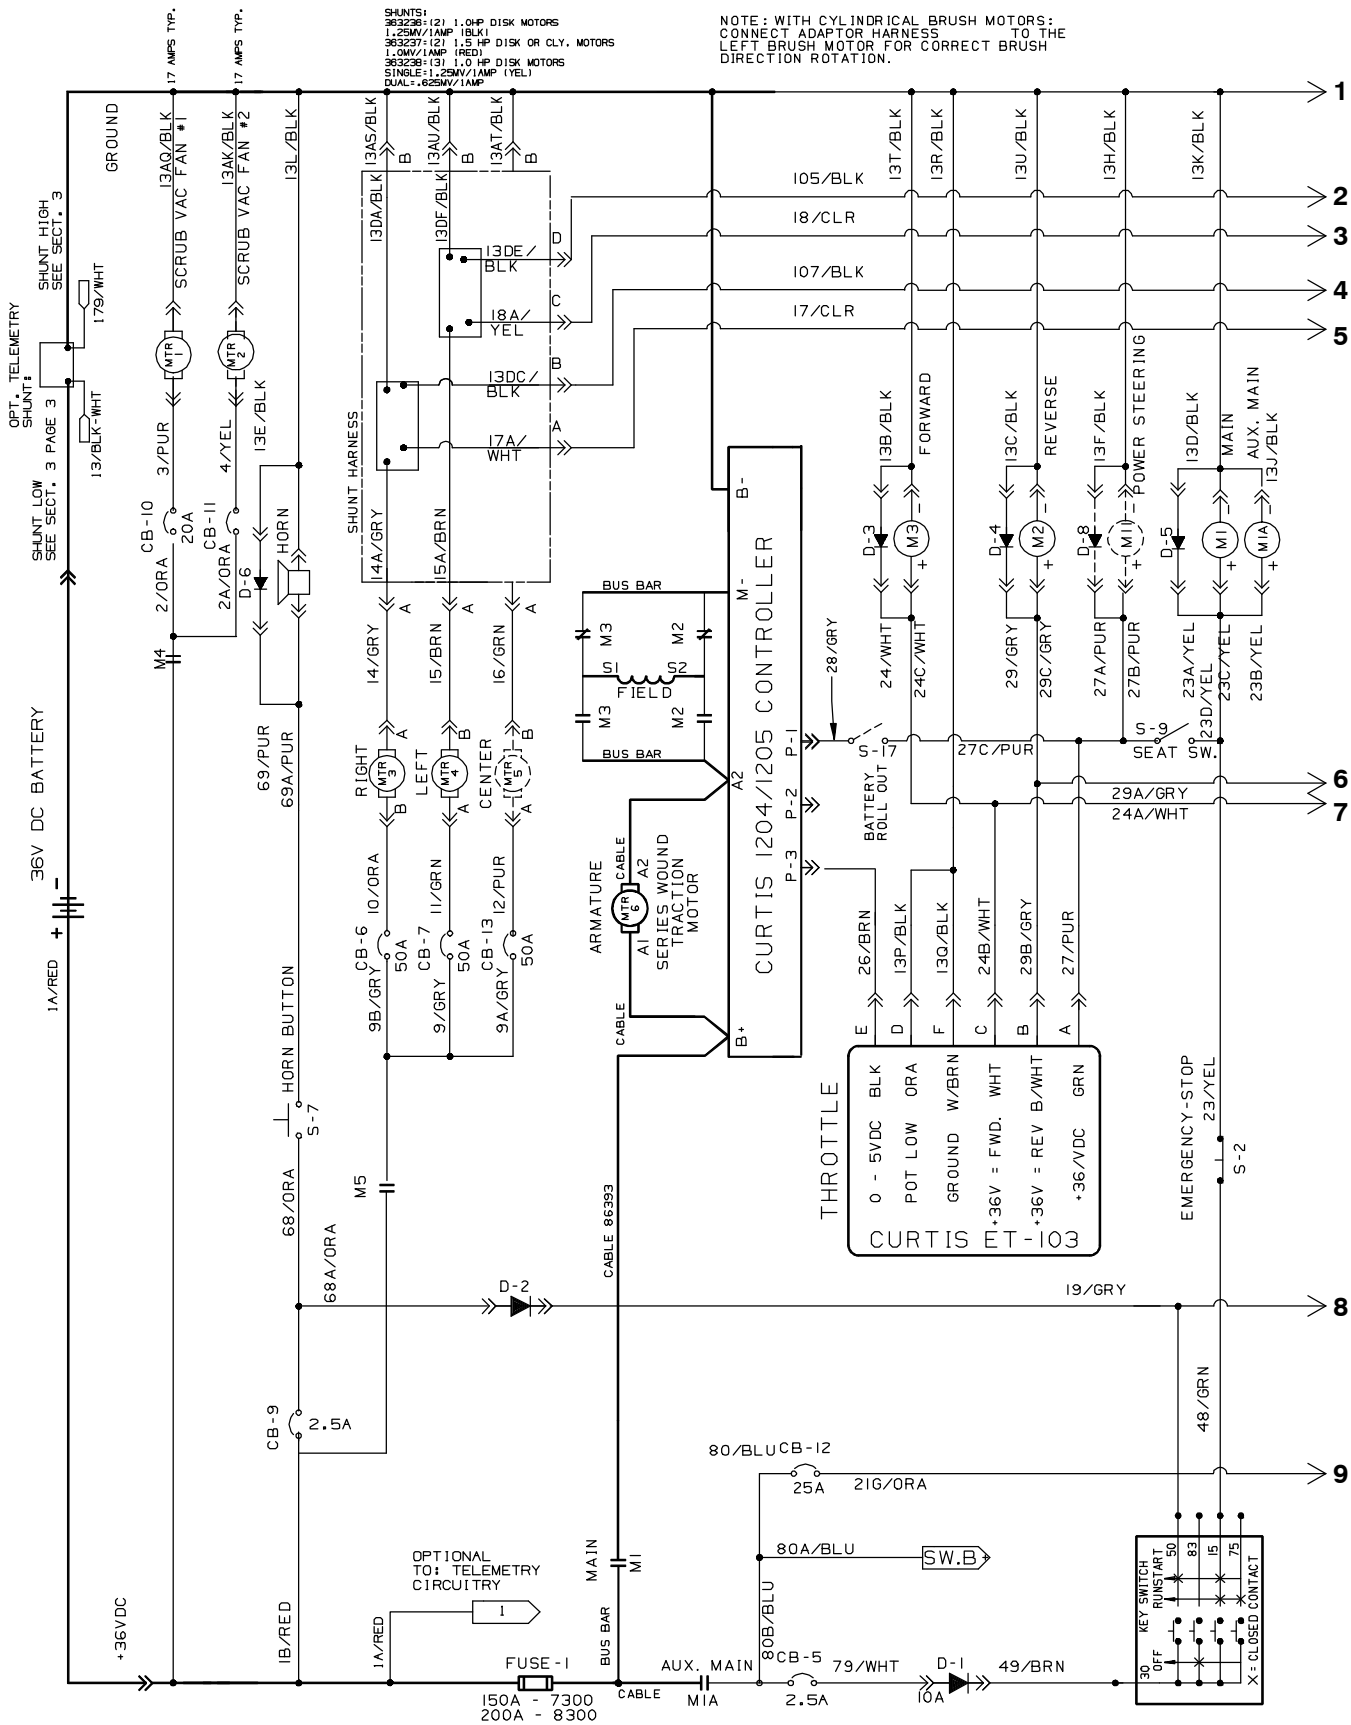 SHUNTS:
363236=(2) 1.0HP DISK MOTORS
1.25MV/1AMP (BLK)
363237=(2) 1.5 HP DISK OR CLY. MOTORS
1.0MV/1AMP (RED)
363238=(3) 1.0 HP DISK MOTORS
SINGLE=1.25MV/1AMP (YEL)
DUAL=.625MV/1AMP
NOTE: WITH CYLINDRICAL BRUSH MOTORS:
CONNECT ADAPTOR HARNESS TO THE
LEFT BRUSH MOTOR FOR CORRECT BRUSH
DIRECTION ROTATION.
17 AMPS TYP.
17 AMPS TYP.
1
GROUND
13AQ/BLK
SCRUB VAC FAN #1
13AK/BLK
SCRUB VAC FAN #2
13L/BLK
13AS/BLK
B
13AU/BLK
B
13AT/BLK
B
13T/BLK
13R/BLK
13U/BLK
13H/BLK
13K/BLK
SHUNT HIGH
SEE SECT. 3
179/WHT
OPT. TELEMETRY
SHUNT:
13/BLK-WHT
SHUNT LOW
SEE SECT. 3 PAGE 3
13DA/BLK
13DF/BLK
105/BLK
2
18/CLR
3
107/BLK
4
17/CLR
5
13DE/
BLK
D
18A/
YEL
C
13DC/
BLK
B
17A/
WHT
A
SHUNT HARNESS
MTR
1
MTR
2
3/PUR
4/YEL
13E/BLK
CB-10
20A
CB-11
2/ORA
2A/ORA
D-6
HORN
M4
14A/GRY
15A/BRN
A
A
A
14/GRY
15/BRN
16/GRN
BUS BAR
M3
M2
S1
S2
FIELD
M3
M2
BUS BAR
B-
M-
CURTIS 1204/1205 CONTROLLER
A2
B+
P-1
P-2
P-3
28/GRY
S-17
BATTERY
ROLL OUT
13B/BLK
FORWARD
13C/BLK
REVERSE
13F/BLK
POWER STEERING
13D/BLK
MAIN
AUX. MAIN
13J/BLK
D-3
M3
-
+
D-4
M2
-
+
D-8
M11
-
+
D-5
M1
-
+
M1A
-
+
24/WHT
24C/WHT
29/GRY
29C/GRY
27A/PUR
27B/PUR
23A/YEL
23D/YEL
23C/YEL
23B/YEL
27C/PUR
S-9
SEAT SW.
6
29A/GRY
24A/WHT
7
36V DC BATTERY
+
-
1A/RED
69/PUR
69A/PUR
RIGHT
A
MTR
3
B
LEFT
B
MTR
4
A
CENTER
B
MTR
5
A
10/ORA
11/GRN
12/PUR
CB-6
50A
CB-7
50A
CB-13
50A
9B/GRY
9/GRY
9A/GRY
ARMATURE
CABLE
A2
MTR
6
A1
SERIES WOUND
TRACTION
MOTOR
CABLE
26/BRN
13P/BLK
13Q/BLK
24B/WHT
29B/GRY
27/PUR
E
D
F
C
B
A
THROTTLE
0 - 5VDC BLK
POT LOW ORA
GROUND W/BRN
+36V = FWD. WHT
+36V = REV B/WHT
+36/VDC GRN
CURTIS ET-103
HORN BUTTON
S-7
68/ORA
M5
68A/ORA
CABLE 86393
EMERGENCY-STOP
23/YEL
S-2
D-2
19/GRY
8
CB-9
2.5A
48/GRN
80/BLU
CB-12
25A
21G/ORA
9
80A/BLU
SW.B+
80B/BLU
OPTIONAL
TO: TELEMETRY
CIRCUITRY
1
MAIN
M1
BUS BAR
+36VDC
1B/RED
1A/RED
FUSE-1
150A - 7300
200A - 8300
CABLE
AUX. MAIN
M1A
CB-5
2.5A
79/WHT
D-1
10A
49/BRN
KEY SWITCH
30
OFF
RUN
START
50
83
15
75
X = CLOSED CONTACT